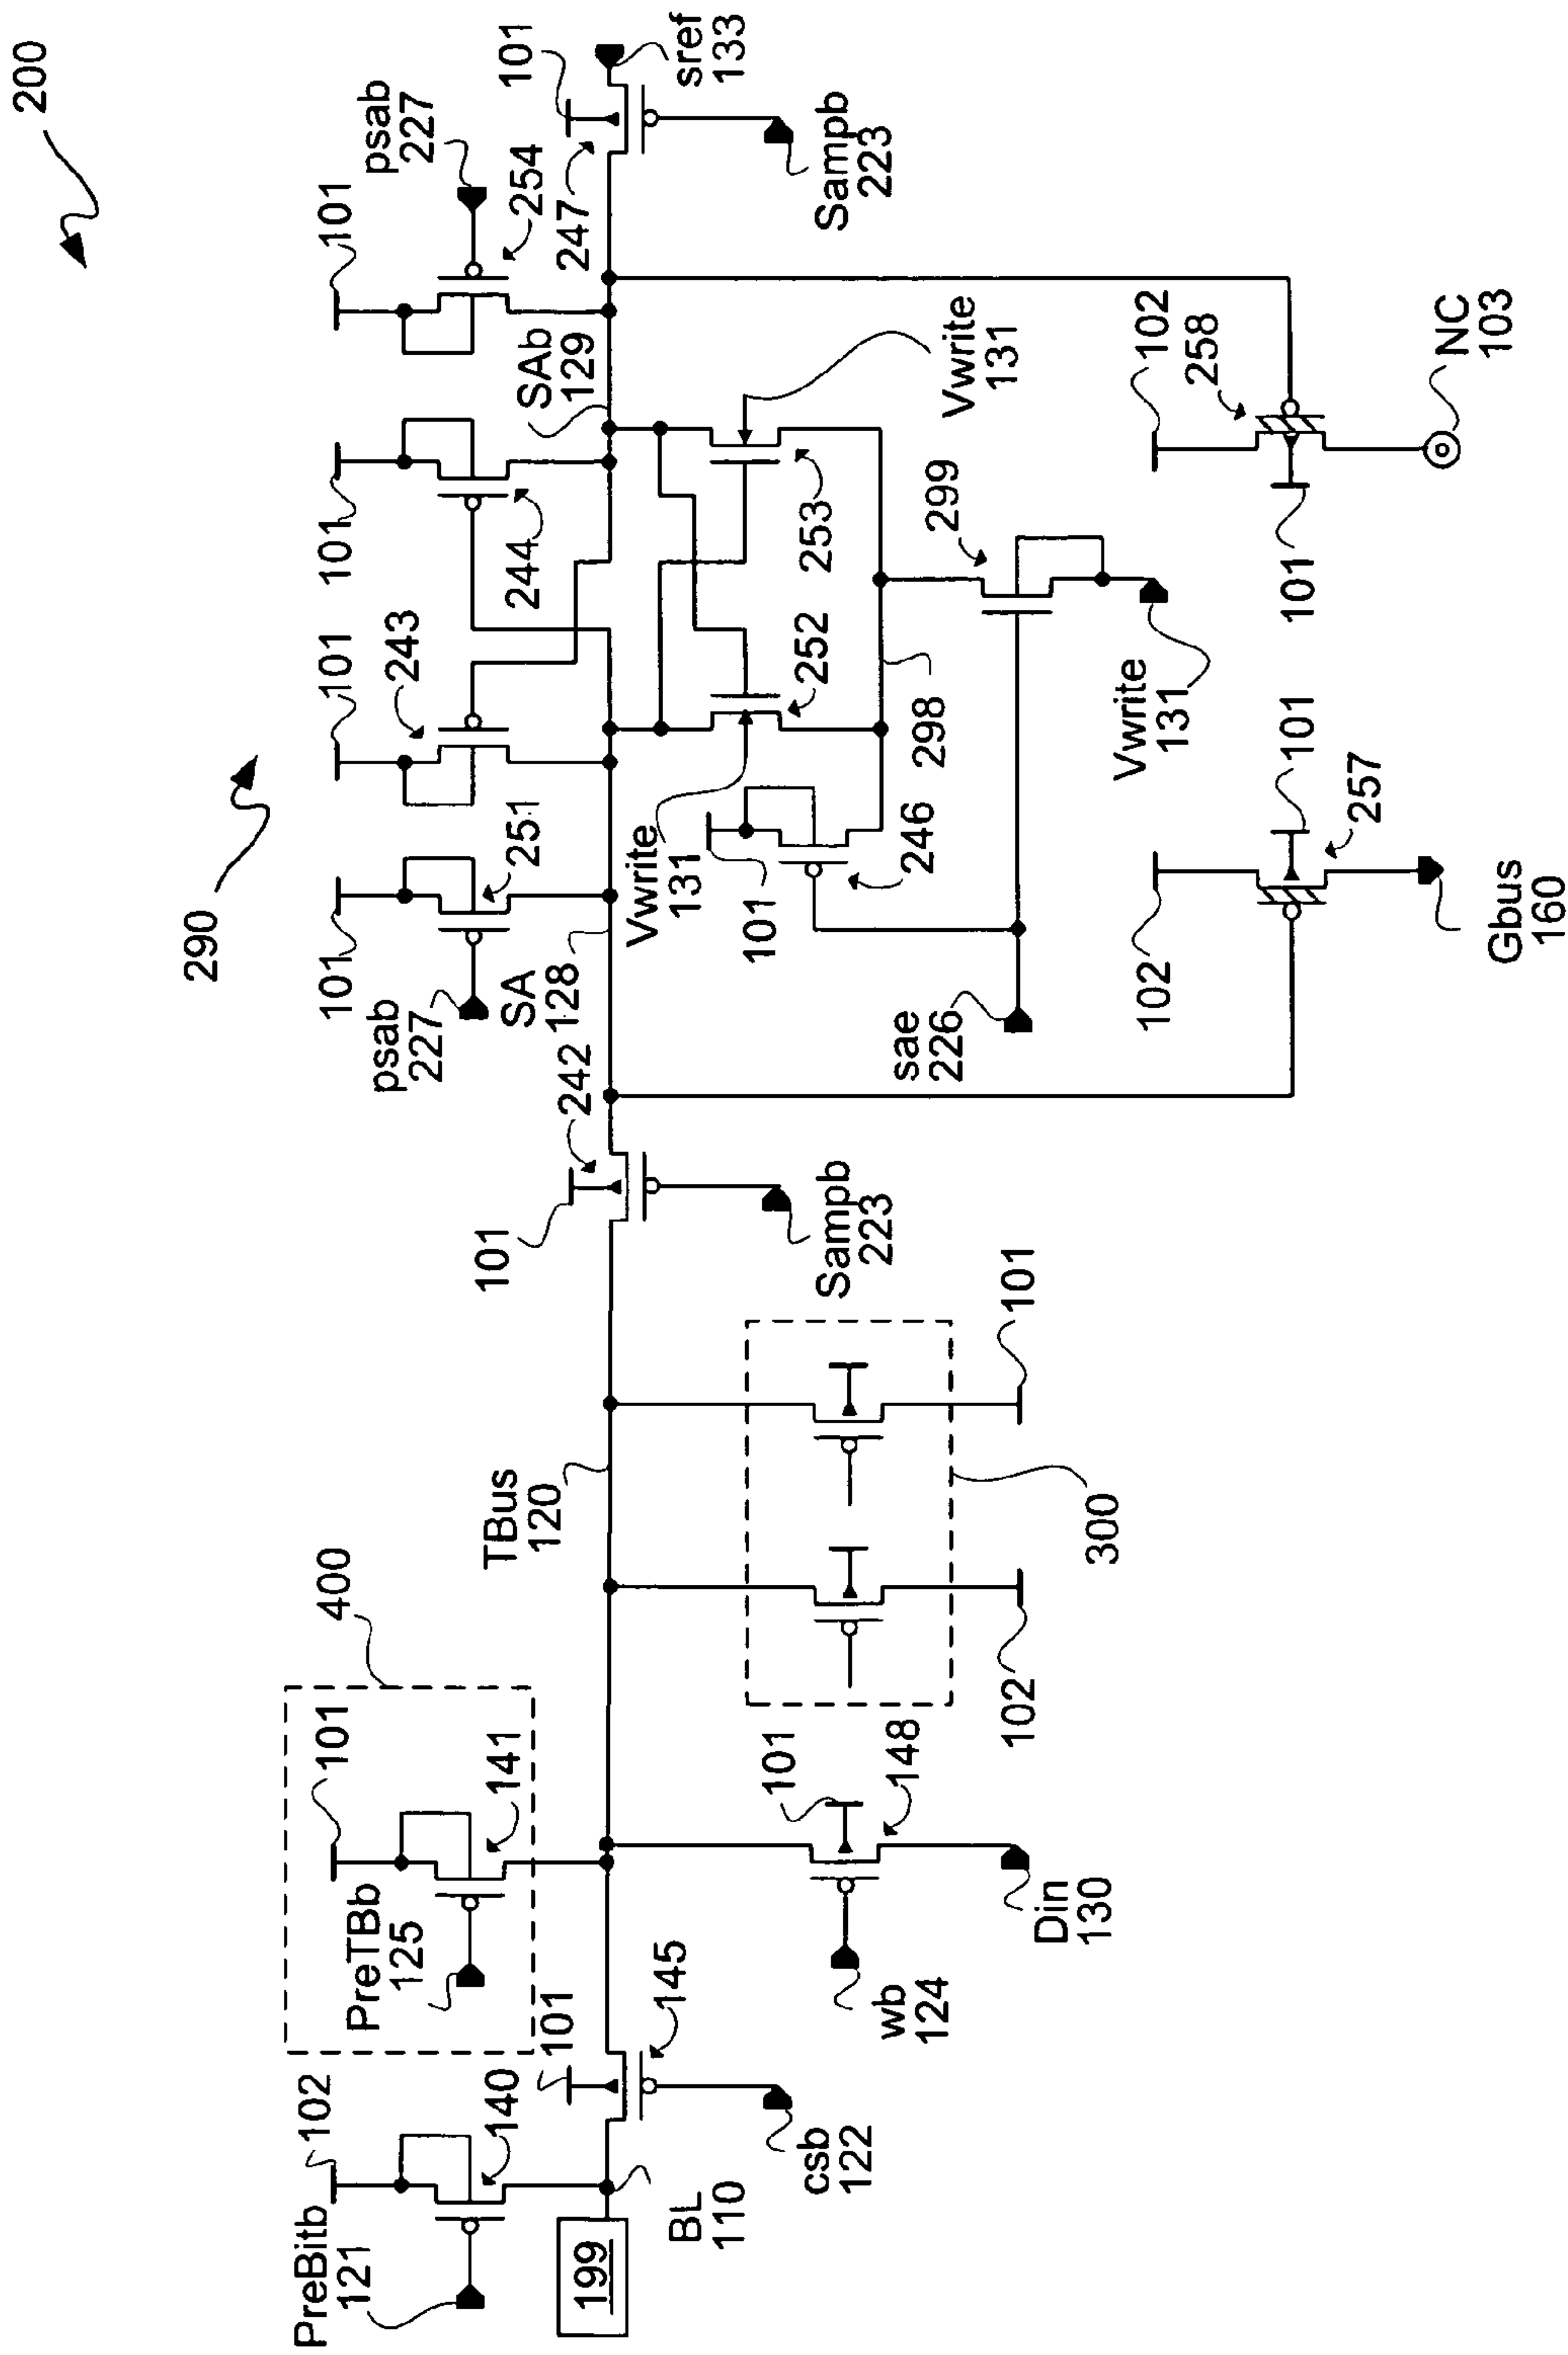 200
290
400
PreBitb
121
102
140
199
BL
110
csb
122
101
145
PreTBb
125
101
141
wb
124
101
148
Din
130
TBus
120
102
300
101
101
242
Sampb
223
psab
227
101
251
SA
128
101
243
101
244
SAb
129
101
psab
227
254
247
101
sref
133
Sampb
223
Vwrite
131
101
246
252
253
Vwrite
131
298
299
sae
226
Vwrite
131
102
101
257
Gbus
160
102
258
101
NC
103